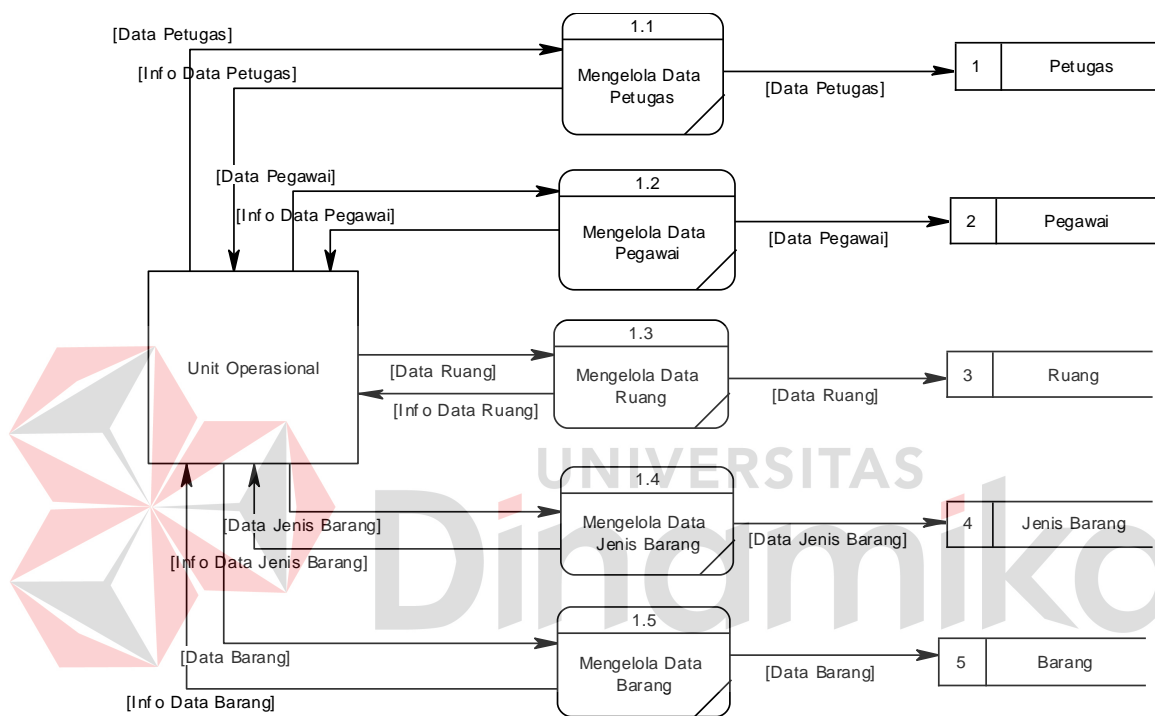 [Data Petugas]
[Info Data Petugas]
1.1
Mengelola Data
Petugas
[Data Petugas]
1
Petugas
[Data Pegawai]
[Info Data Pegawai]
1.2
Mengelola Data
Pegawai
[Data Pegawai]
2
Pegawai
Unit Operasional
[Data Ruang]
[Info Data Ruang]
1.3
Mengelola Data
Ruang
[Data Ruang]
3
Ruang
UNIVERSITAS
Dinamika
[Data Jenis Barang]
[Info Data Jenis Barang]
1.4
Mengelola Data
Jenis Barang
[Data Jenis Barang]
4
Jenis Barang
[Data Barang]
[Info Data Barang]
1.5
Mengelola Data
Barang
[Data Barang]
5
Barang